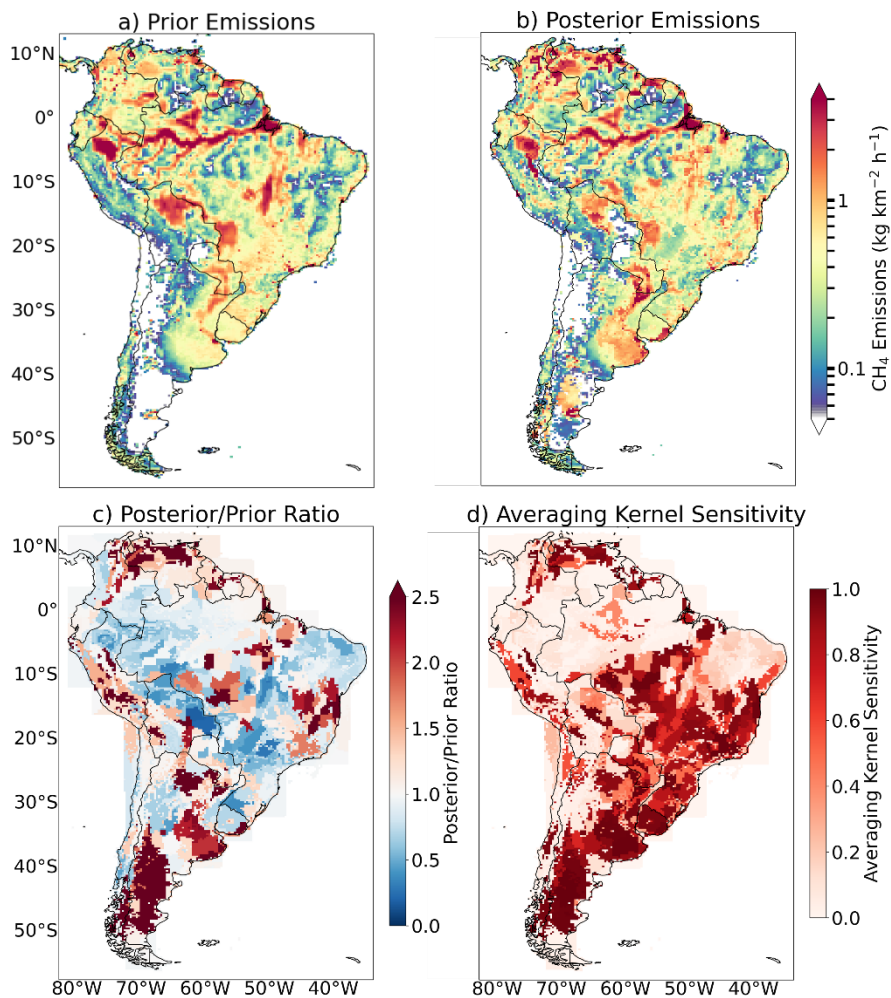 a) Prior Emissions
b) Posterior Emissions
10°N
0°
10°S
20°S
30°S
40°S
50°S
1
0.1
CH₄ Emissions (kg km⁻² h⁻¹)
c) Posterior/Prior Ratio
d) Averaging Kernel Sensitivity
10°N
0°
10°S
20°S
30°S
40°S
50°S
80°W 70°W 60°W 50°W 40°W
2.5
2.0
1.5
1.0
0.5
0.0
Posterior/Prior Ratio
80°W 70°W 60°W 50°W 40°W
1.0
0.8
0.6
0.4
0.2
0.0
Averaging Kernel Sensitivity